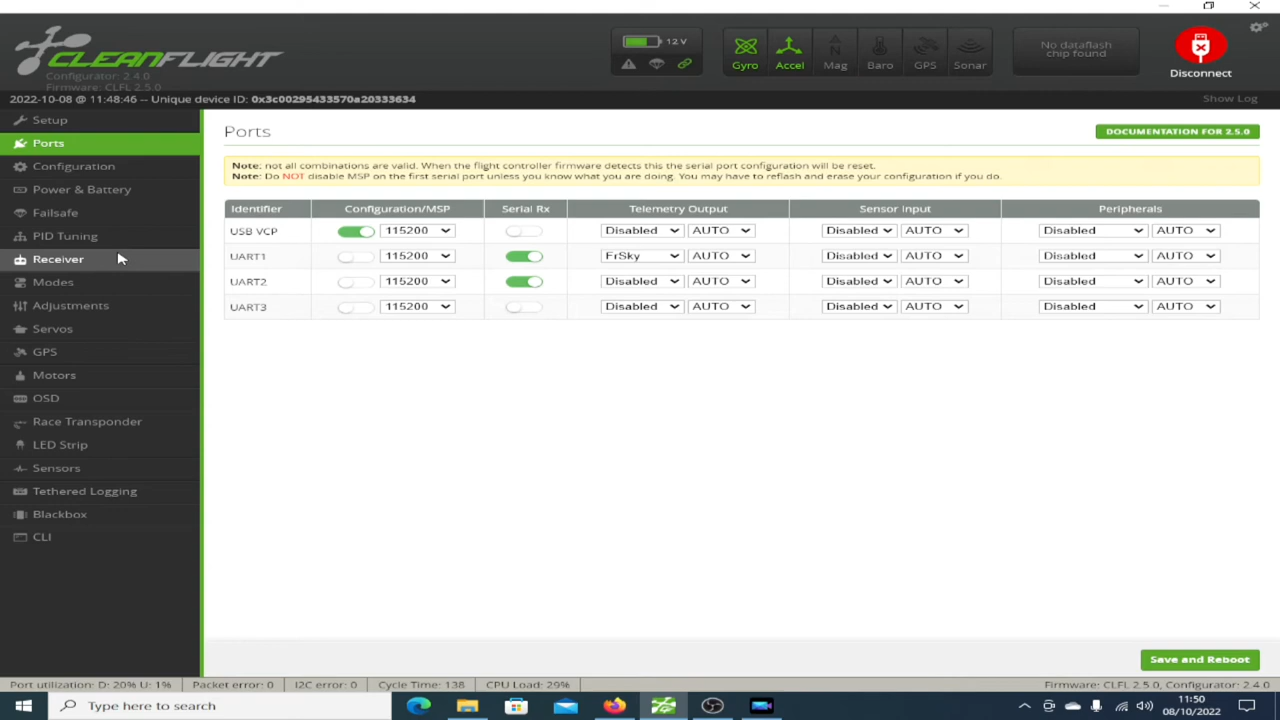 CLEANFLIGHT
Configurator: 2.4.0
Firmware: CLFL 2.5.0
12 V
Gyro
Accel
Mag
Baro
GPS
Sonar
No dataflash
chip found
Disconnect
2022-10-08 @ 11:48:46 -- Unique device ID: 0x3c00295433570a20333634
Show Log
Setup
Ports
Configuration
Power & Battery
Failsafe
PID Tuning
Receiver
Modes
Adjustments
Servos
GPS
Motors
OSD
Race Transponder
LED Strip
Sensors
Tethered Logging
Blackbox
CLI
Ports
DOCUMENTATION FOR 2.5.0
Note: not all combinations are valid. When the flight controller firmware detects this the serial port configuration will be reset.
Note: Do NOT disable MSP on the first serial port unless you know what you are doing. You may have to reflash and erase your configuration if you do.
Identifier Configuration/MSP Serial Rx Telemetry Output Sensor Input Peripherals
USB VCP 115200 Disabled AUTO Disabled AUTO Disabled AUTO
UART1 115200 FrSky AUTO Disabled AUTO Disabled AUTO
UART2 115200 Disabled AUTO Disabled AUTO Disabled AUTO
UART3 115200 Disabled AUTO Disabled AUTO Disabled AUTO
Save and Reboot
Port utilization: D: 20% U: 1% Packet error: 0 I2C error: 0 Cycle Time: 138 CPU Load: 29% Firmware: CLFL 2.5.0, Configurator: 2.4.0
Type here to search
11:50
08/10/2022